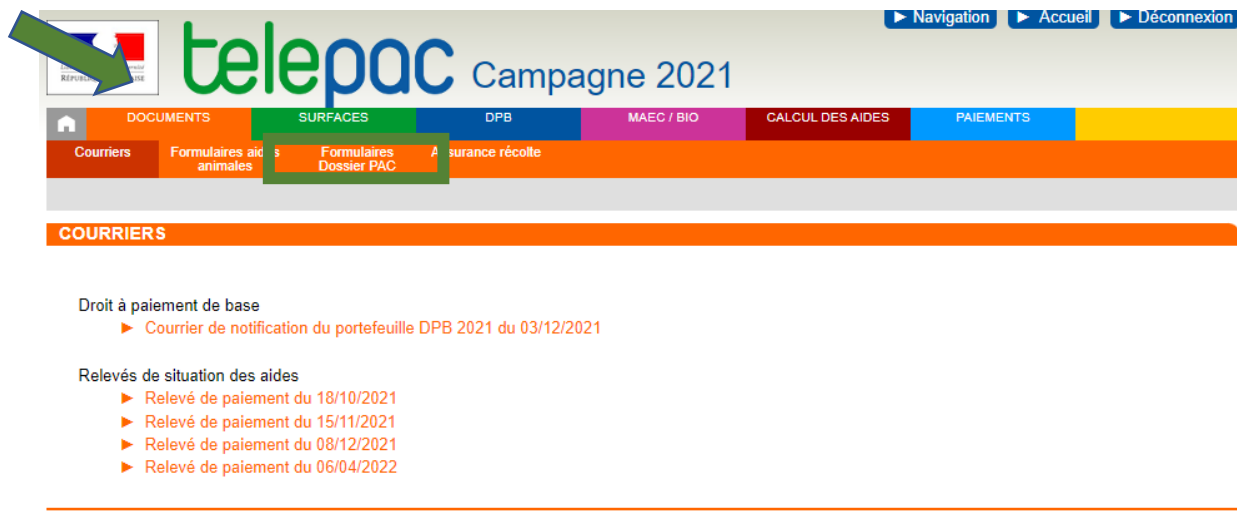 ► Navigation ► Accueil ► Déconnexion
telepac Campagne 2021
DOCUMENTS SURFACES DPB MAEC / BIO CALCUL DES AIDES PAIEMENTS
Courriers Formulaires aides animales Formulaires Dossier PAC Assurance récolte
COURRIERS
Droit à paiement de base
► Courrier de notification du portefeuille DPB 2021 du 03/12/2021
Relevés de situation des aides
► Relevé de paiement du 18/10/2021
► Relevé de paiement du 15/11/2021
► Relevé de paiement du 08/12/2021
► Relevé de paiement du 06/04/2022